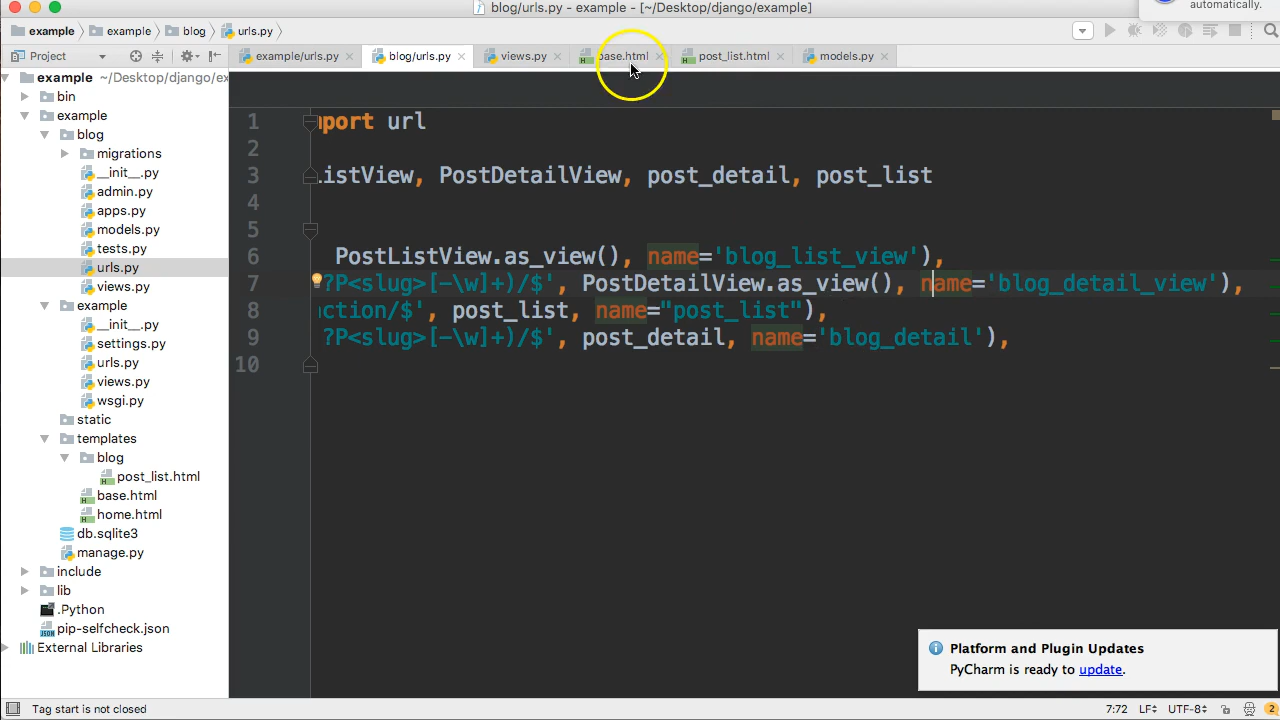 blog/urls.py - example - [~/Desktop/django/example]
automatically.
example example blog urls.py
Project
example/urls.py blog/urls.py views.py base.html post_list.html models.py
example ~/Desktop/django/ex
bin
example
blog
migrations
__init__.py
admin.py
apps.py
models.py
tests.py
urls.py
views.py
example
__init__.py
settings.py
urls.py
views.py
wsgi.py
static
templates
blog
post_list.html
base.html
home.html
db.sqlite3
manage.py
include
lib
.Python
pip-selfcheck.json
External Libraries
1 port url
2
3 ListView, PostDetailView, post_detail, post_list
4
5
6 PostListView.as_view(), name='blog_list_view'),
7 ?P<slug>[-\w]+)/$', PostDetailView.as_view(), name='blog_detail_view'),
8 ction/$', post_list, name="post_list"),
9 ?P<slug>[-\w]+)/$', post_detail, name='blog_detail'),
10
Platform and Plugin Updates
PyCharm is ready to update.
Tag start is not closed
7:72 LF÷ UTF-8÷ 2